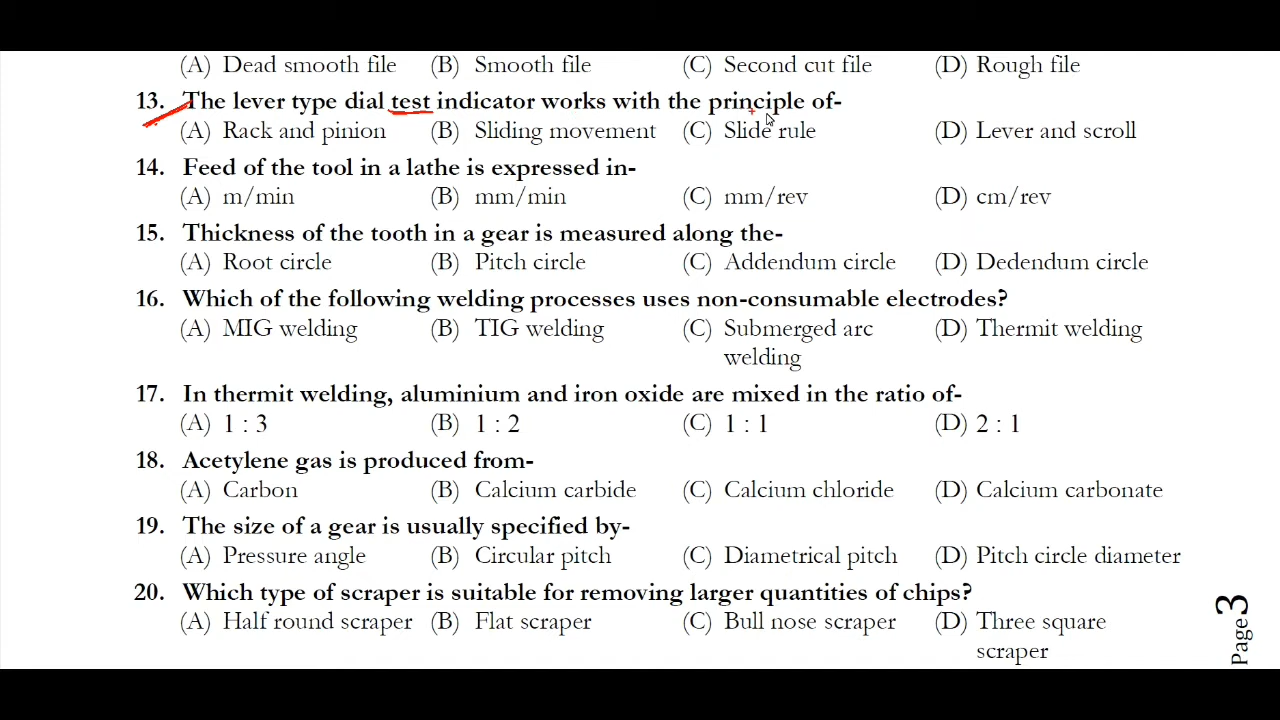 (A) Dead smooth file (B) Smooth file (C) Second cut file (D) Rough file
13. The lever type dial test indicator works with the principle of-
(A) Rack and pinion (B) Sliding movement (C) Slide rule (D) Lever and scroll
14. Feed of the tool in a lathe is expressed in-
(A) m/min (B) mm/min (C) mm/rev (D) cm/rev
15. Thickness of the tooth in a gear is measured along the-
(A) Root circle (B) Pitch circle (C) Addendum circle (D) Dedendum circle
16. Which of the following welding processes uses non-consumable electrodes?
(A) MIG welding (B) TIG welding (C) Submerged arc (D) Thermit welding
welding
17. In thermit welding, aluminium and iron oxide are mixed in the ratio of-
(A) 1 : 3 (B) 1 : 2 (C) 1 : 1 (D) 2 : 1
18. Acetylene gas is produced from-
(A) Carbon (B) Calcium carbide (C) Calcium chloride (D) Calcium carbonate
19. The size of a gear is usually specified by-
(A) Pressure angle (B) Circular pitch (C) Diametrical pitch (D) Pitch circle diameter
20. Which type of scraper is suitable for removing larger quantities of chips?
(A) Half round scraper (B) Flat scraper (C) Bull nose scraper (D) Three square
scraper
Page 3